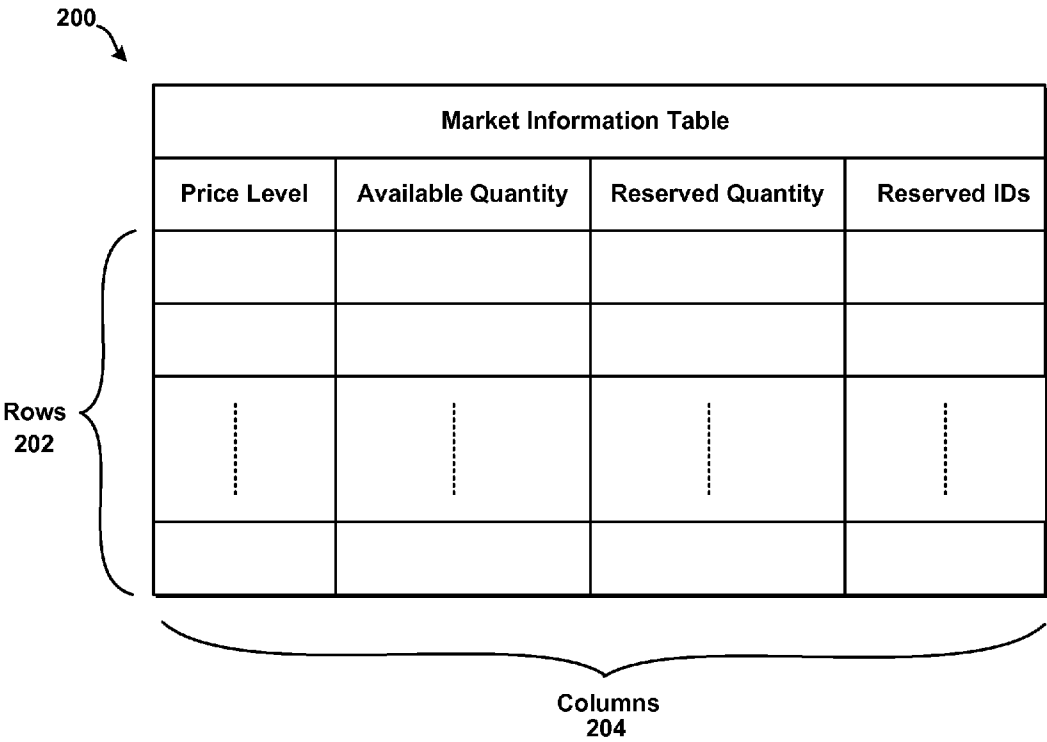 200
Market Information Table
Price Level
Available Quantity
Reserved Quantity
Reserved IDs
Rows
202
Columns
204